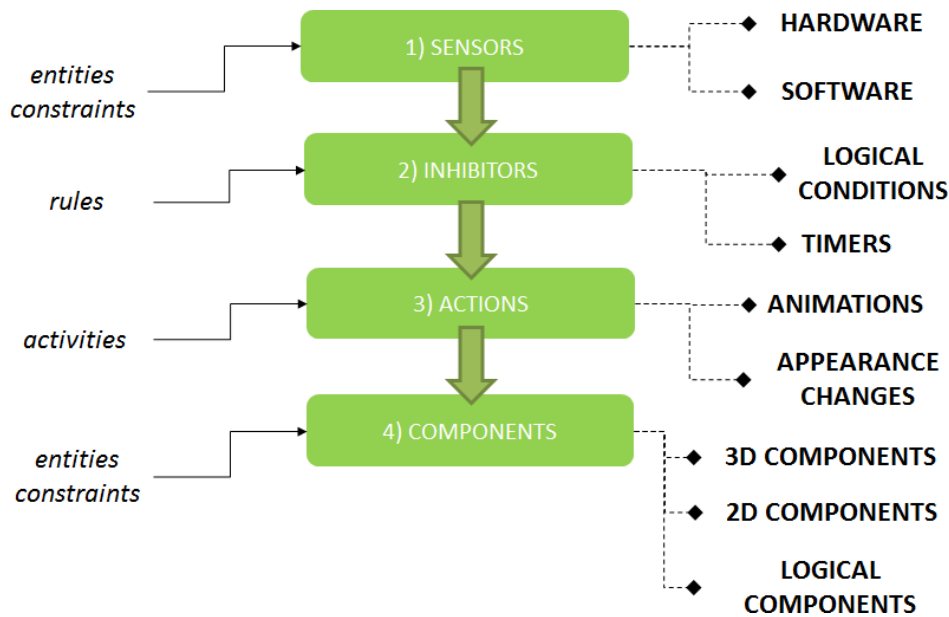 1) SENSORS
HARDWARE
SOFTWARE
entities
constraints
2) INHIBITORS
LOGICAL
CONDITIONS
TIMERS
rules
3) ACTIONS
ANIMATIONS
APPEARANCE
CHANGES
activities
4) COMPONENTS
3D COMPONENTS
2D COMPONENTS
LOGICAL
COMPONENTS
entities
constraints